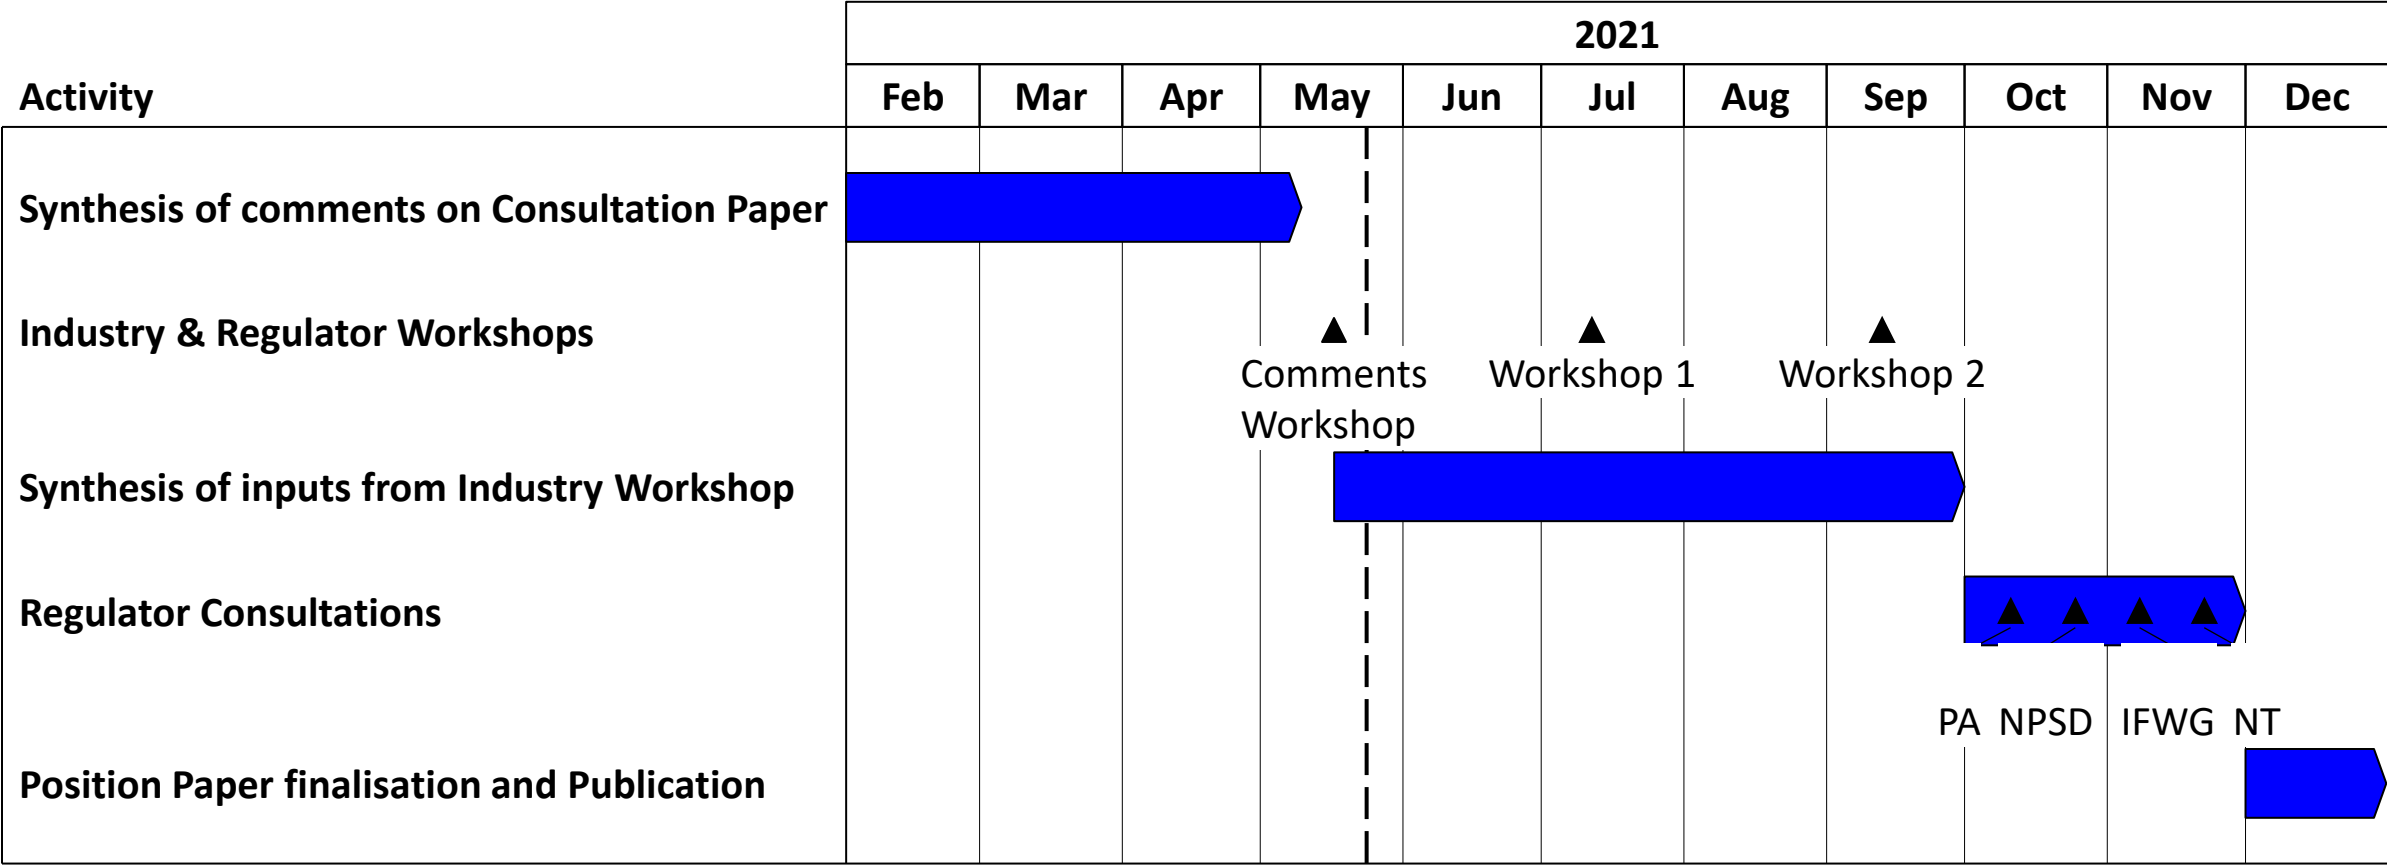 2021
Activity Feb Mar Apr May Jun Jul Aug Sep Oct Nov Dec
Synthesis of comments on Consultation Paper
Industry & Regulator Workshops
Comments Workshop 1 Workshop 2
Workshop
Synthesis of inputs from Industry Workshop
Regulator Consultations
PA NPSD IFWG NT
Position Paper finalisation and Publication